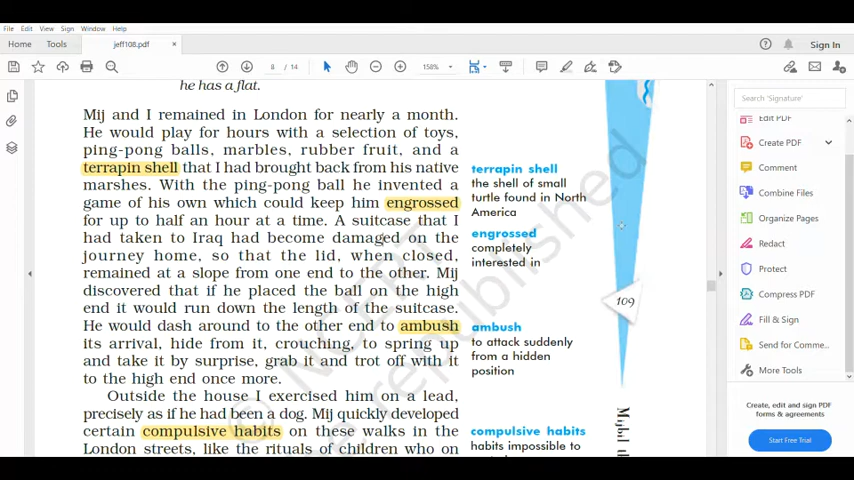 File Edit View Sign Window Help
Home Tools jeff108.pdf × Sign In
8 / 14 158%
he has a flat.
Mij and I remained in London for nearly a month.
He would play for hours with a selection of toys,
ping-pong balls, marbles, rubber fruit, and a
terrapin shell that I had brought back from his native
marshes. With the ping-pong ball he invented a
game of his own which could keep him engrossed
for up to half an hour at a time. A suitcase that I
had taken to Iraq had become damaged on the
journey home, so that the lid, when closed,
remained at a slope from one end to the other. Mij
discovered that if he placed the ball on the high
end it would run down the length of the suitcase.
He would dash around to the other end to ambush
its arrival, hide from it, crouching, to spring up
and take it by surprise, grab it and trot off with it
to the high end once more.
Outside the house I exercised him on a lead,
precisely as if he had been a dog. Mij quickly developed
certain compulsive habits on these walks in the
London streets, like the rituals of children who on
terrapin shell
the shell of small
turtle found in North
America
engrossed
completely
interested in
ambush
to attack suddenly
from a hidden
position
compulsive habits
habits impossible to
109
© NCERT
be republished
Search: 'Signature'
Edit PDF
Create PDF
Comment
Combine Files
Organize Pages
Redact
Protect
Compress PDF
Fill & Sign
Send for Comme...
More Tools
Create, edit and sign PDF
forms & agreements
Start Free Trial